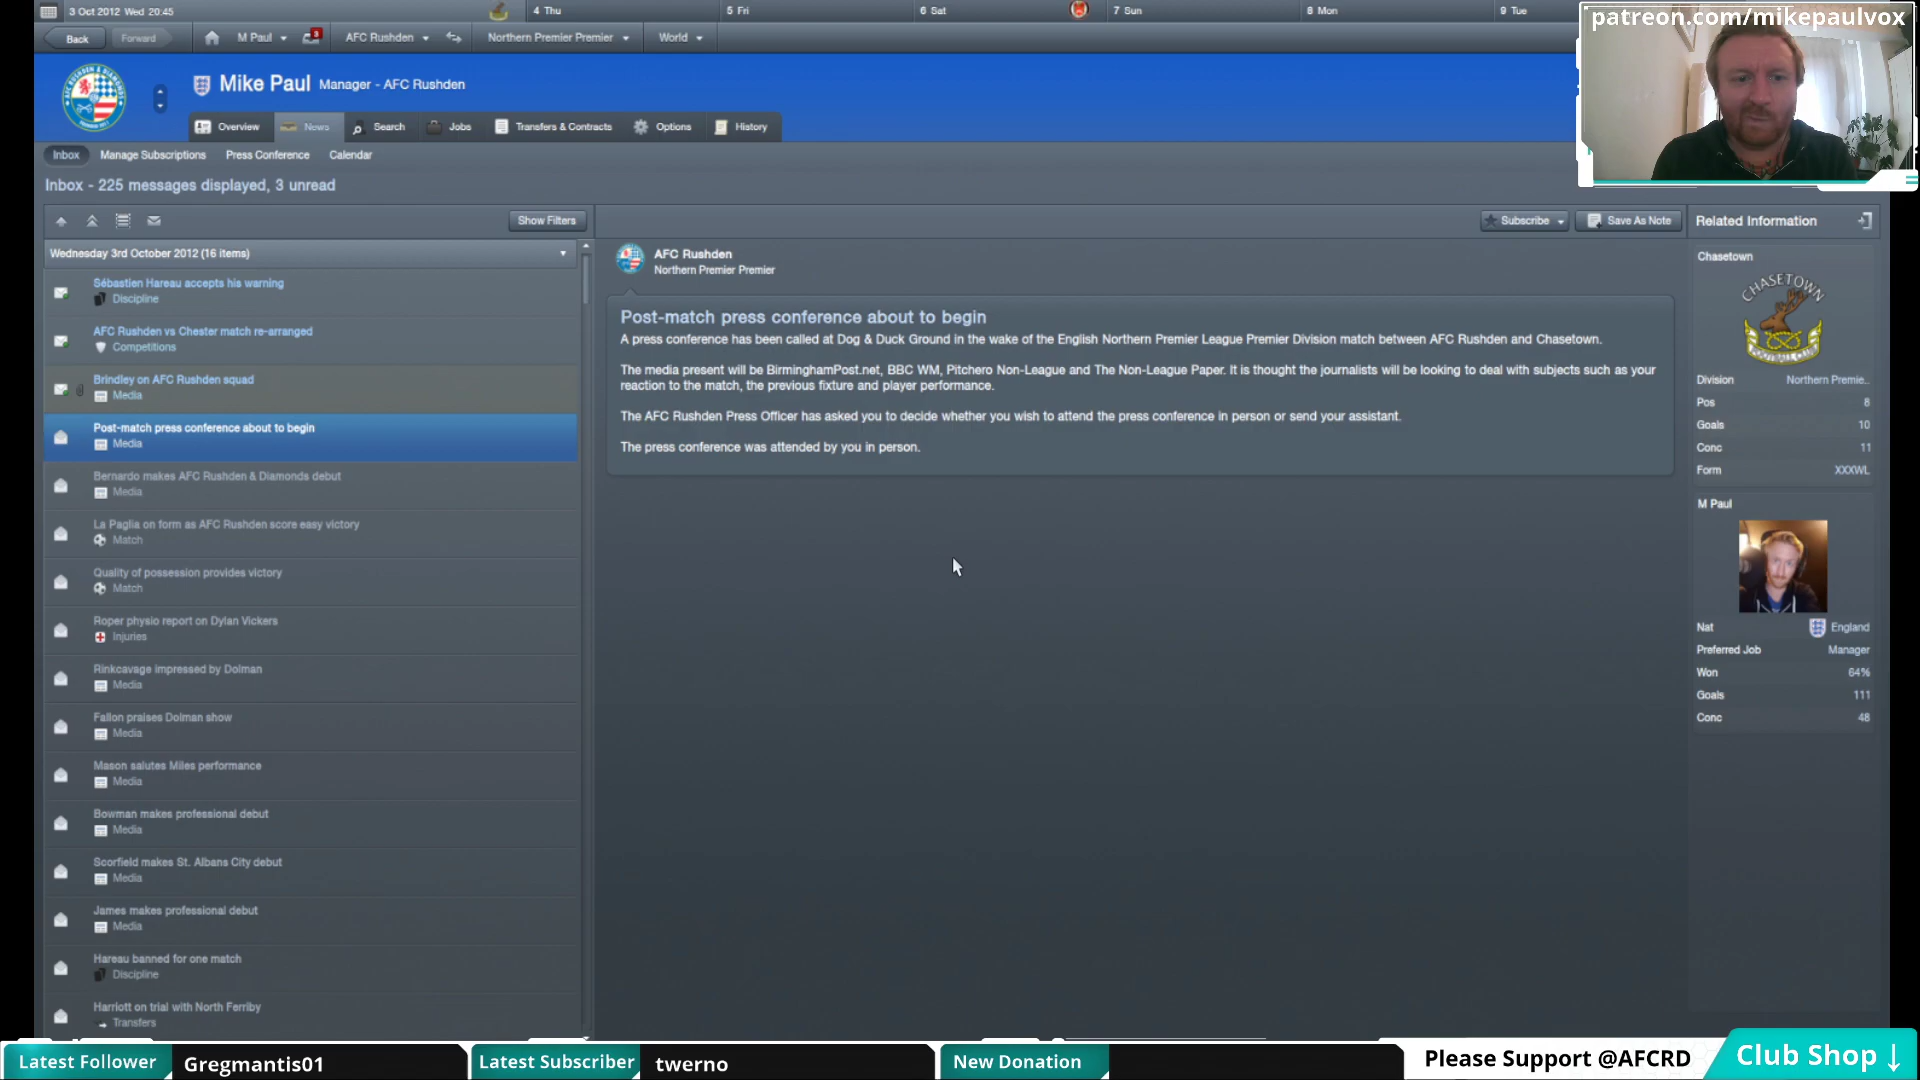 3 Oct 2012 Wed 20:45
4 Thu
5 Fri
6 Sat
7 Sun
8 Mon
9 Tue
patreon.com/mikepaulvox
Back
Forward
M Paul
AFC Rushden
Northern Premier Premier
World
Mike Paul Manager - AFC Rushden
Overview
News
Search
Jobs
Transfers & Contracts
Options
History
Inbox
Manage Subscriptions
Press Conference
Calendar
Inbox - 225 messages displayed, 3 unread
Show Filters
Subscribe
Save As Note
Related Information
Wednesday 3rd October 2012 (16 items)
Sébastien Hareau accepts his warning
Discipline
AFC Rushden vs Chester match re-arranged
Competitions
Brindley on AFC Rushden squad
Media
Post-match press conference about to begin
Media
Bernardo makes AFC Rushden & Diamonds debut
Media
La Paglia on form as AFC Rushden score easy victory
Match
Quality of possession provides victory
Match
Roper physio report on Dylan Vickers
Injuries
Rinkcavage impressed by Dolman
Media
Fallon praises Dolman show
Media
Mason salutes Miles performance
Media
Bowman makes professional debut
Media
Scorfield makes St. Albans City debut
Media
James makes professional debut
Media
Hareau banned for one match
Discipline
Harriott on trial with North Ferriby
Transfers
AFC Rushden
Northern Premier Premier
Post-match press conference about to begin
A press conference has been called at Dog & Duck Ground in the wake of the English Northern Premier League Premier Division match between AFC Rushden and Chasetown.
The media present will be BirminghamPost.net, BBC WM, Pitchero Non-League and The Non-League Paper. It is thought the journalists will be looking to deal with subjects such as your
reaction to the match, the previous fixture and player performance.
The AFC Rushden Press Officer has asked you to decide whether you wish to attend the press conference in person or send your assistant.
The press conference was attended by you in person.
Chasetown
CHASETOWN
FOOTBALL CLUB
Division Northern Premie...
Pos 8
Goals 10
Conc 11
Form XXXWL
M Paul
Nat England
Preferred Job Manager
Won 64%
Goals 111
Conc 48
Latest Follower Gregmantis01
Latest Subscriber twerno
New Donation
Please Support @AFCRD
Club Shop ↓